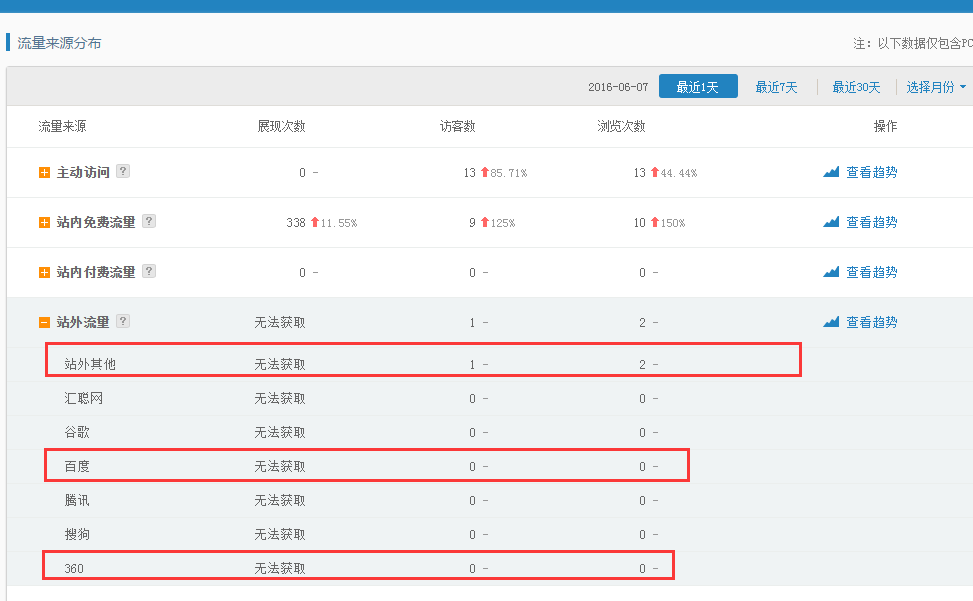 流量来源分布 注：以下数据仅包含PC
2016-06-07 最近1天 最近7天 最近30天 选择月份
流量来源 展现次数 访客数 浏览次数 操作
主动访问 ? 0 - 13 85.71% 13 44.44% 查看趋势
站内免费流量 ? 338 11.55% 9 125% 10 150% 查看趋势
站内付费流量 ? 0 - 0 - 0 - 查看趋势
站外流量 ? 无法获取 1 - 2 - 查看趋势
站外其他 无法获取 1 - 2 -
汇聪网 无法获取 0 - 0 -
谷歌 无法获取 0 - 0 -
百度 无法获取 0 - 0 -
腾讯 无法获取 0 - 0 -
搜狗 无法获取 0 - 0 -
360 无法获取 0 - 0 -